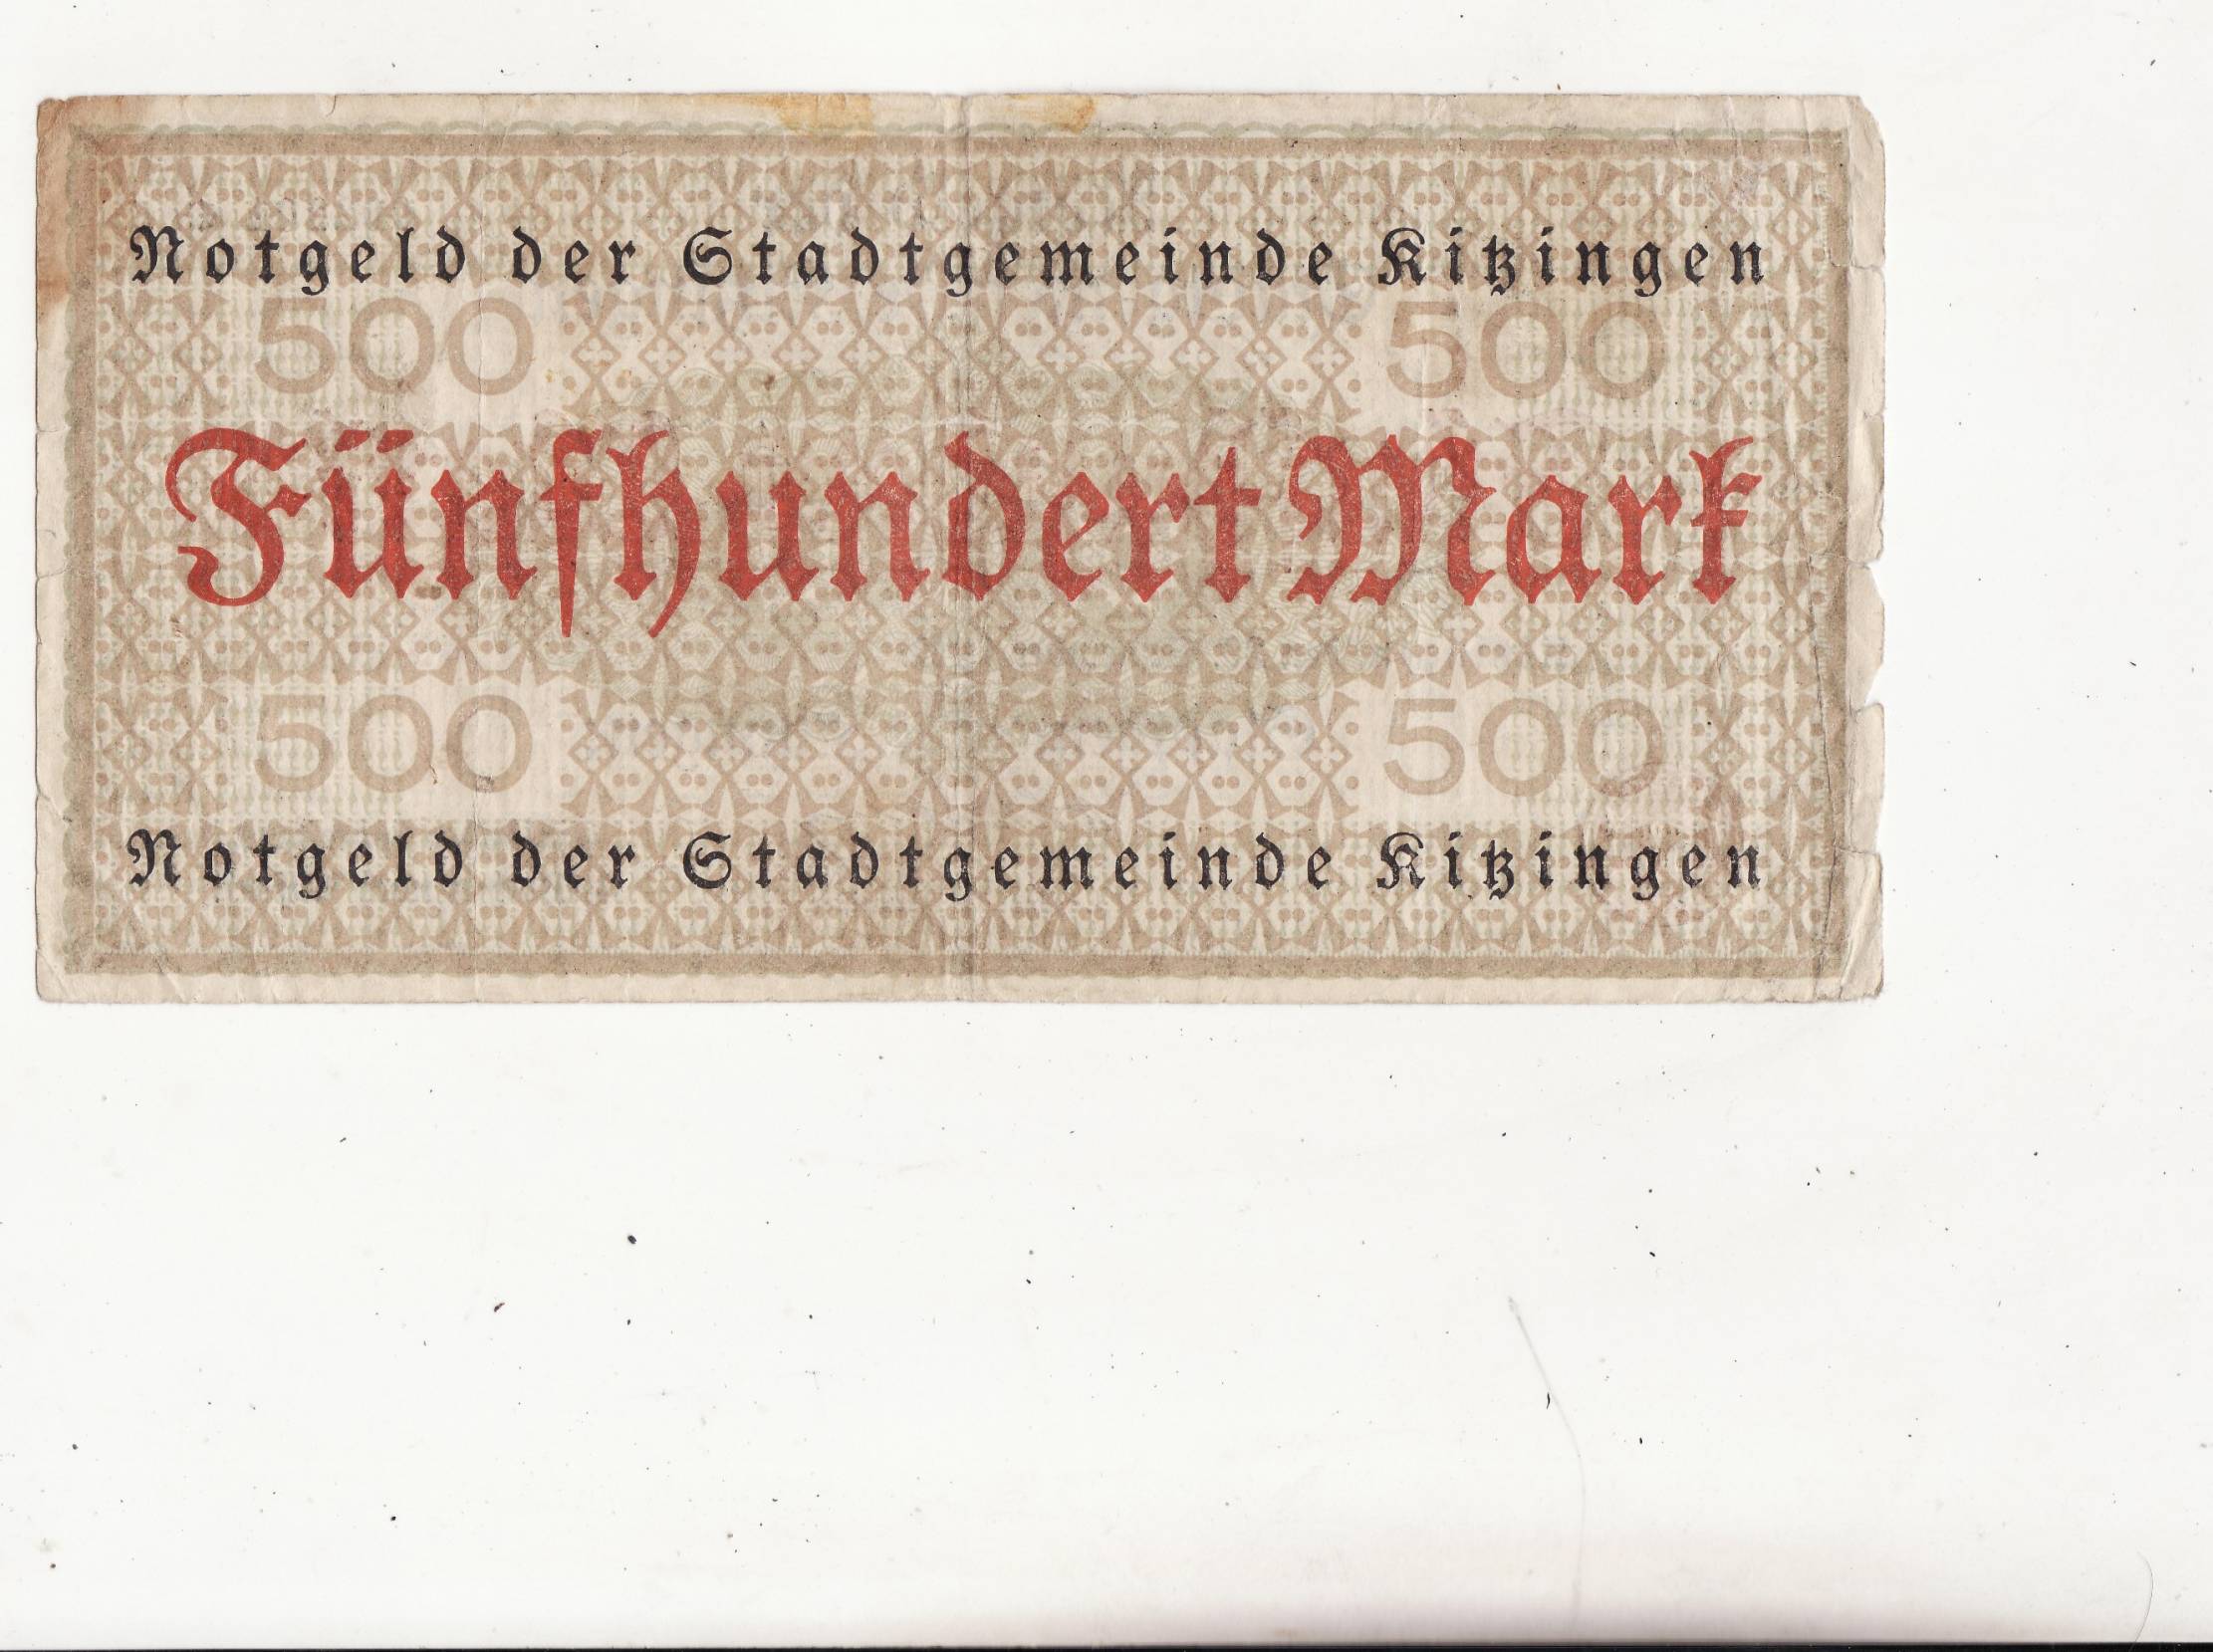 Notgeld der Stadtgemeinde Kitzingen
500 500
Fünfhundert Mark
500 500
Notgeld der Stadtgemeinde Kitzingen